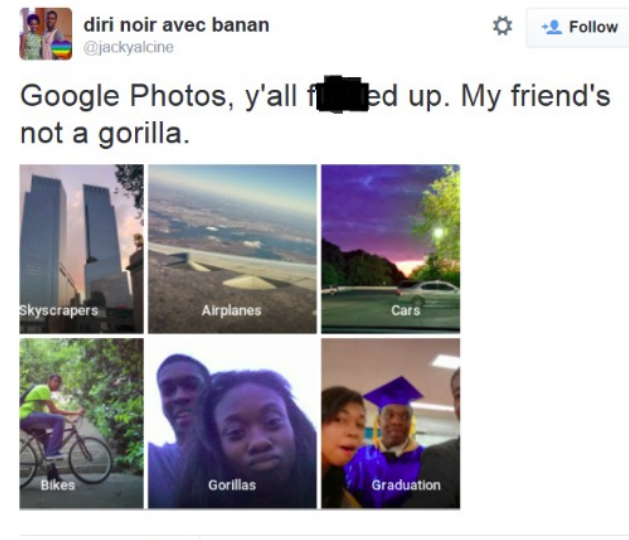 diri noir avec banan
@jackyalcine
Follow
Google Photos, y'all f ed up. My friend's
not a gorilla.
Skyscrapers
Airplanes
Cars
Bikes
Gorillas
Graduation